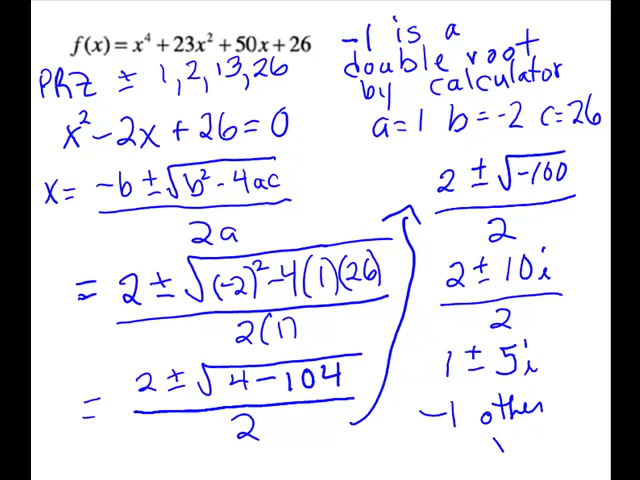 f(x) = x⁴ + 23x² + 50x + 26
PRZ ± 1, 2, 13, 26
-1 is a
double root
by calculator
x² - 2x + 26 = 0
a = 1 b = -2 c = 26
x = (-b ± √(b² - 4ac)) / 2a
= (2 ± √((-2)² - 4(1)(26))) / 2(1)
= (2 ± √(4 - 104)) / 2
(2 ± √(-100)) / 2
(2 ± 10i) / 2
1 ± 5i
-1 other